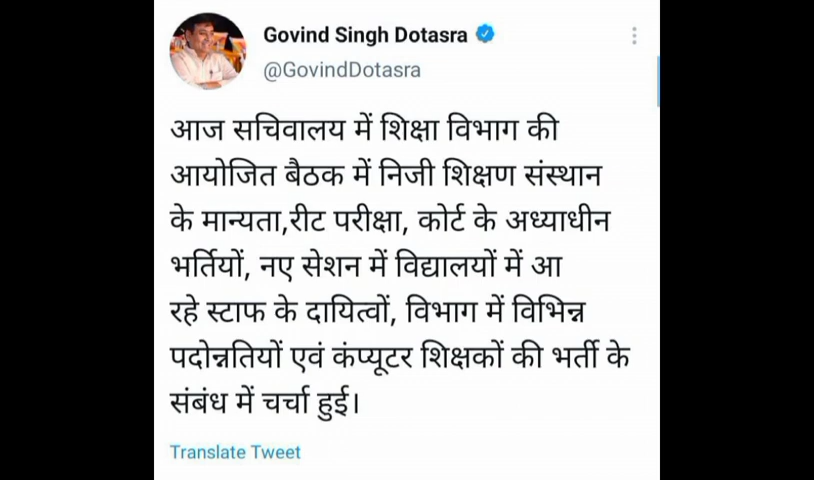 Govind Singh Dotasra
@GovindDotasra
आज सचिवालय में शिक्षा विभाग की
आयोजित बैठक में निजी शिक्षण संस्थान
के मान्यता,रीट परीक्षा, कोर्ट के अध्याधीन
भर्तियों, नए सेशन में विद्यालयों में आ
रहे स्टाफ के दायित्वों, विभाग में विभिन्न
पदोन्नतियों एवं कंप्यूटर शिक्षकों की भर्ती के
संबंध में चर्चा हुई।
Translate Tweet